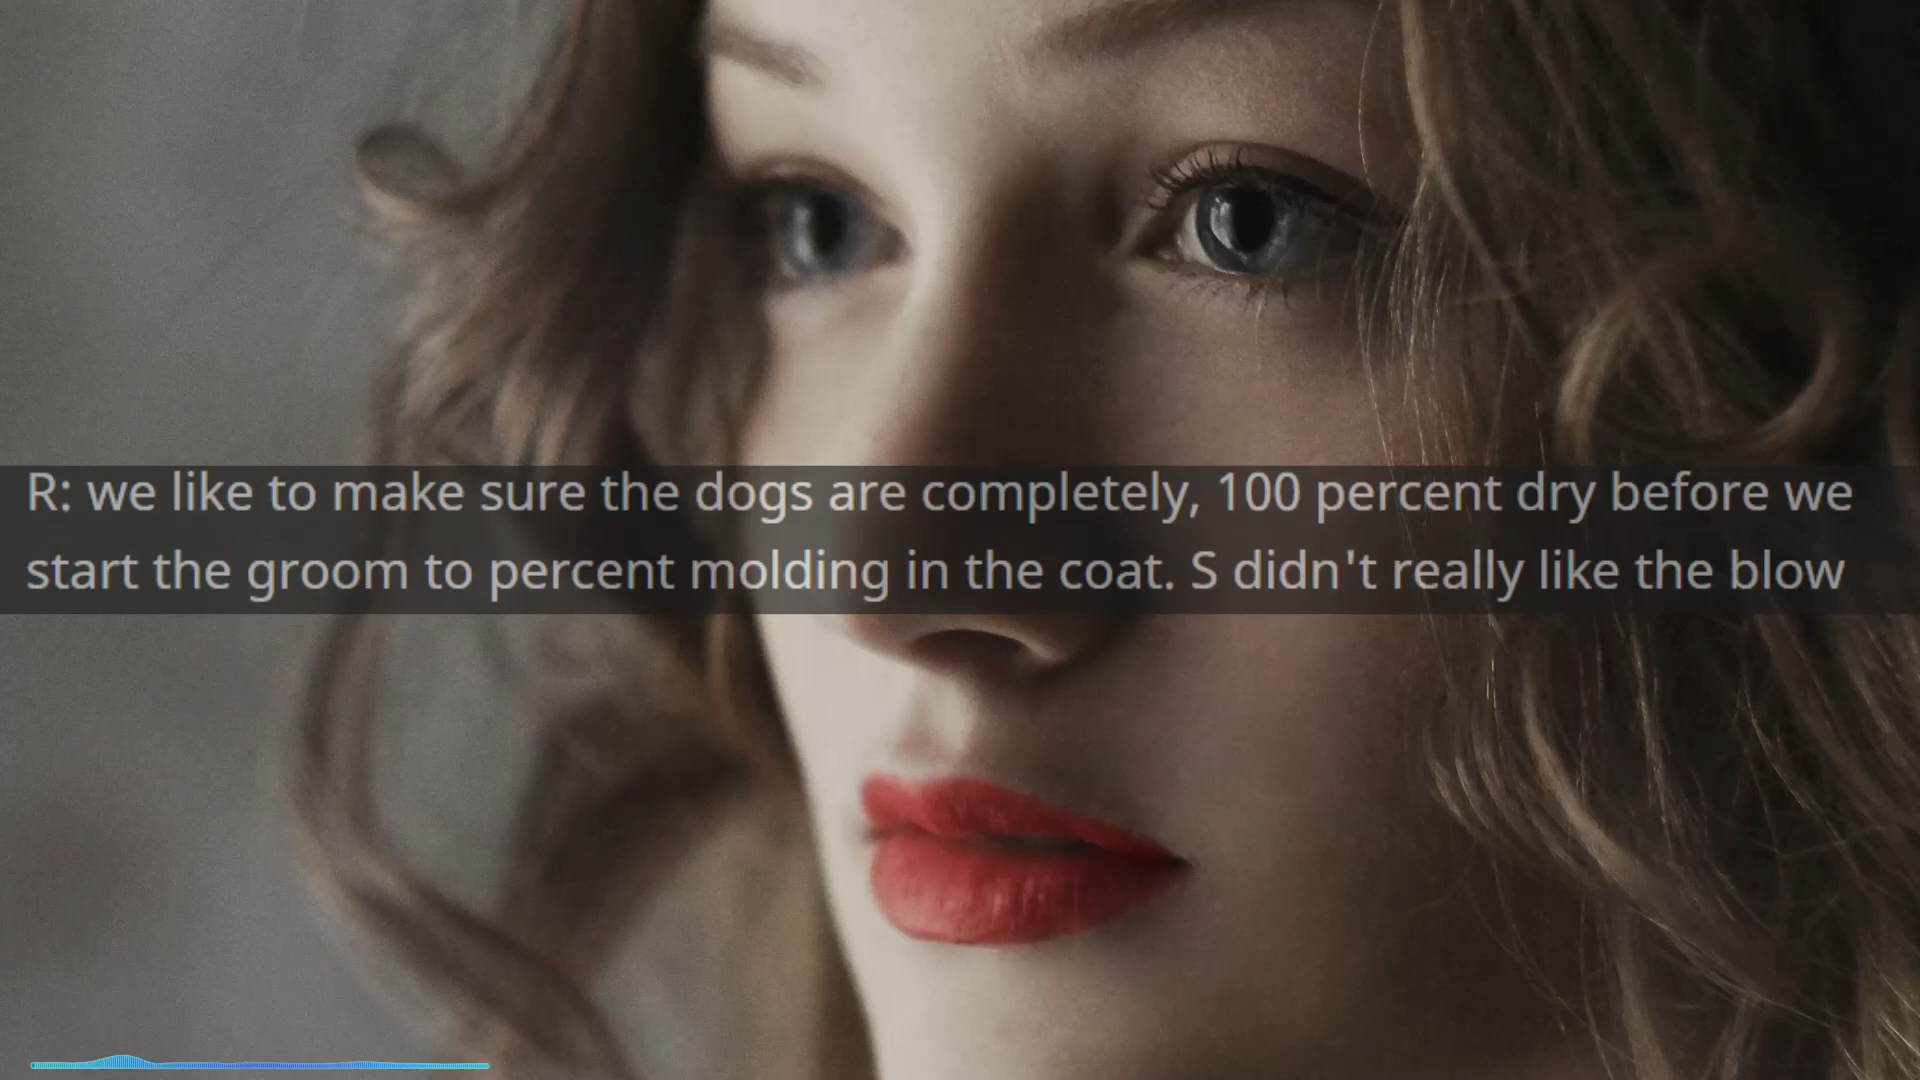 R: we like to make sure the dogs are completely, 100 percent dry before we
start the groom to percent molding in the coat. S didn't really like the blow